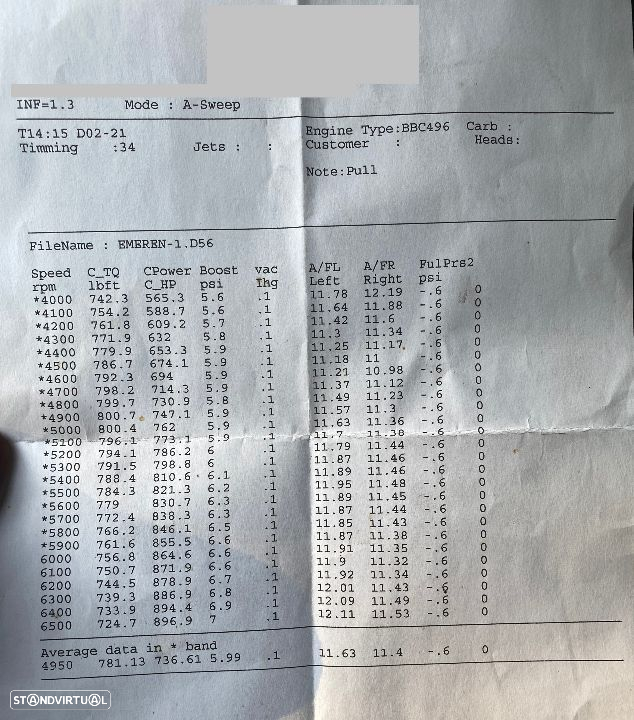 INF=1.3 Mode : A-Sweep
T14:15 D02-21 Engine Type:BBC496 Carb :
Timming :34 Jets : : Customer : Heads:
Note:Pull
FileName : EMEREN-1.D56
Speed C_TQ CPower Boost vac A/FL A/FR FulPrs2
rpm lbft C_HP psi Ihg Left Right psi
*4000 742.3 565.3 5.6 .1 11.78 12.19 -.6 0
*4100 754.2 588.7 5.6 .1 11.64 11.88 -.6 0
*4200 761.8 609.2 5.7 .1 11.42 11.6 -.6 0
*4300 771.9 632 5.8 .1 11.3 11.34 -.6 0
*4400 779.9 653.3 5.9 .1 11.25 11.17 -.6 0
*4500 786.7 674.1 5.9 .1 11.18 11 -.6 0
*4600 792.3 694 5.9 .1 11.21 10.98 -.6 0
*4700 798.2 714.3 5.9 .1 11.37 11.12 -.6 0
*4800 799.7 730.9 5.8 .1 11.49 11.23 -.6 0
*4900 800.7 747.1 5.9 .1 11.57 11.3 -.6 0
*5000 800.4 762 5.9 .1 11.63 11.36 -.6 0
*5100 796.1 773.1 5.9 .1 11.7 11.38 -.6 0
*5200 794.1 786.2 6 .1 11.79 11.44 -.6 0
*5300 791.5 798.8 6 .1 11.87 11.46 -.6 0
*5400 788.4 810.6 6.1 .1 11.89 11.46 -.6 0
*5500 784.3 821.3 6.2 .1 11.95 11.48 -.6 0
*5600 779 830.7 6.3 .1 11.89 11.45 -.6 0
*5700 772.4 838.3 6.3 .1 11.87 11.44 -.6 0
*5800 766.2 846.1 6.5 .1 11.85 11.43 -.6 0
*5900 761.6 855.5 6.6 .1 11.87 11.38 -.6 0
6000 756.8 864.6 6.6 .1 11.91 11.35 -.6 0
6100 750.7 871.9 6.6 .1 11.9 11.32 -.6 0
6200 744.5 878.9 6.7 .1 11.92 11.34 -.6 0
6300 739.3 886.9 6.8 .1 12.01 11.43 -.6 0
6400 733.9 894.4 6.9 .1 12.09 11.49 -.6 0
6500 724.7 896.9 7 .1 12.11 11.53 -.6 0
Average data in * band
4950 781.13 736.61 5.99 .1 11.63 11.4 -.6 0
STANDVIRTUAL